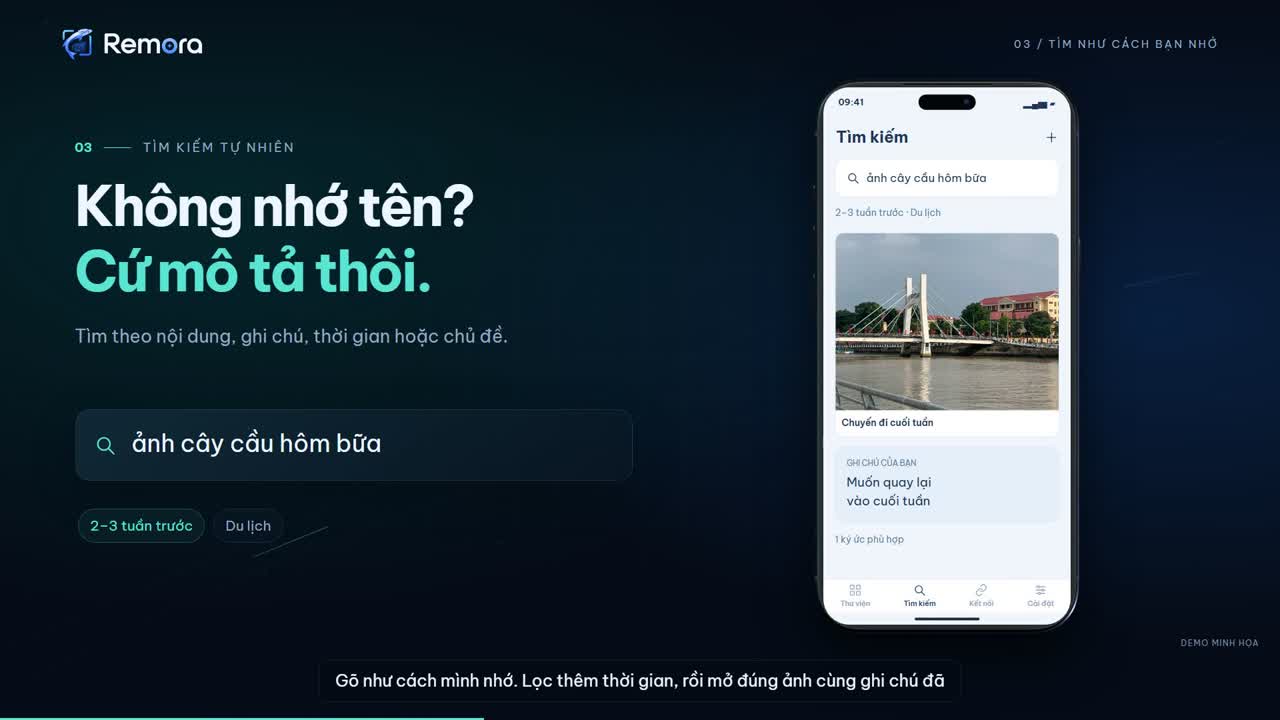 Remora
03 / TÌM NHƯ CÁCH BẠN NHỚ
03 TÌM KIẾM TỰ NHIÊN
Không nhớ tên?
Cứ mô tả thôi.
Tìm theo nội dung, ghi chú, thời gian hoặc chủ đề.
ảnh cây cầu hôm bữa
2–3 tuần trước
Du lịch
09:41
Tìm kiếm
ảnh cây cầu hôm bữa
2–3 tuần trước · Du lịch
Chuyến đi cuối tuần
GHI CHÚ CỦA BẠN
Muốn quay lại
vào cuối tuần
1 ký ức phù hợp
Thư viện
Tìm kiếm
Kết nối
Cài đặt
DEMO MINH HỌA
Gõ như cách mình nhớ. Lọc thêm thời gian, rồi mở đúng ảnh cùng ghi chú đã